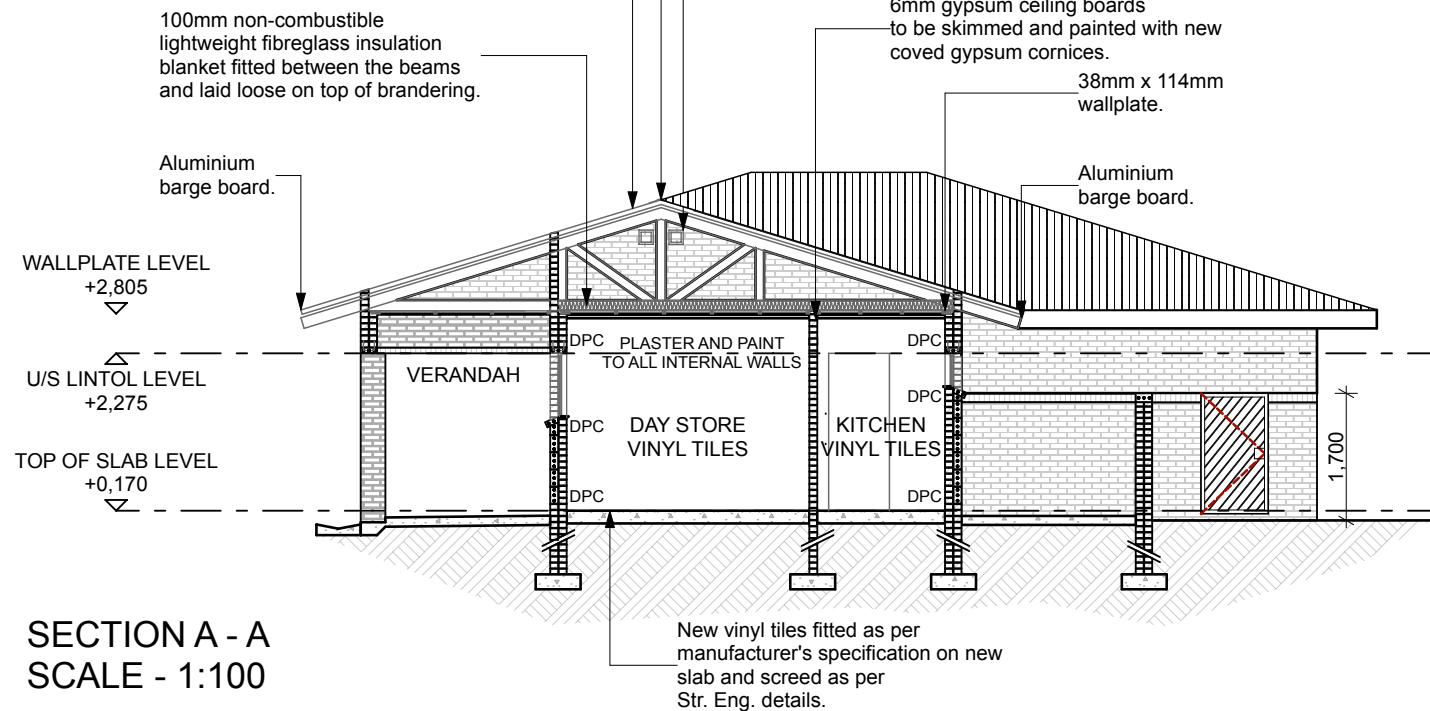 100mm non-combustible
lightweight fibreglass insulation
blanket fitted between the beams
and laid loose on top of brandering.
6mm gypsum ceiling boards
to be skimmed and painted with new
coved gypsum cornices.
38mm x 114mm
wallplate.
Aluminium
barge board.
Aluminium
barge board.
WALLPLATE LEVEL
+2,805
U/S LINTOL LEVEL
+2,275
TOP OF SLAB LEVEL
+0,170
DPC
PLASTER AND PAINT
TO ALL INTERNAL WALLS
DPC
VERANDAH
DPC
DPC
DAY STORE
VINYL TILES
KITCHEN
VINYL TILES
DPC
DPC
1,700
New vinyl tiles fitted as per
manufacturer's specification on new
slab and screed as per
Str. Eng. details.
SECTION A - A
SCALE - 1:100